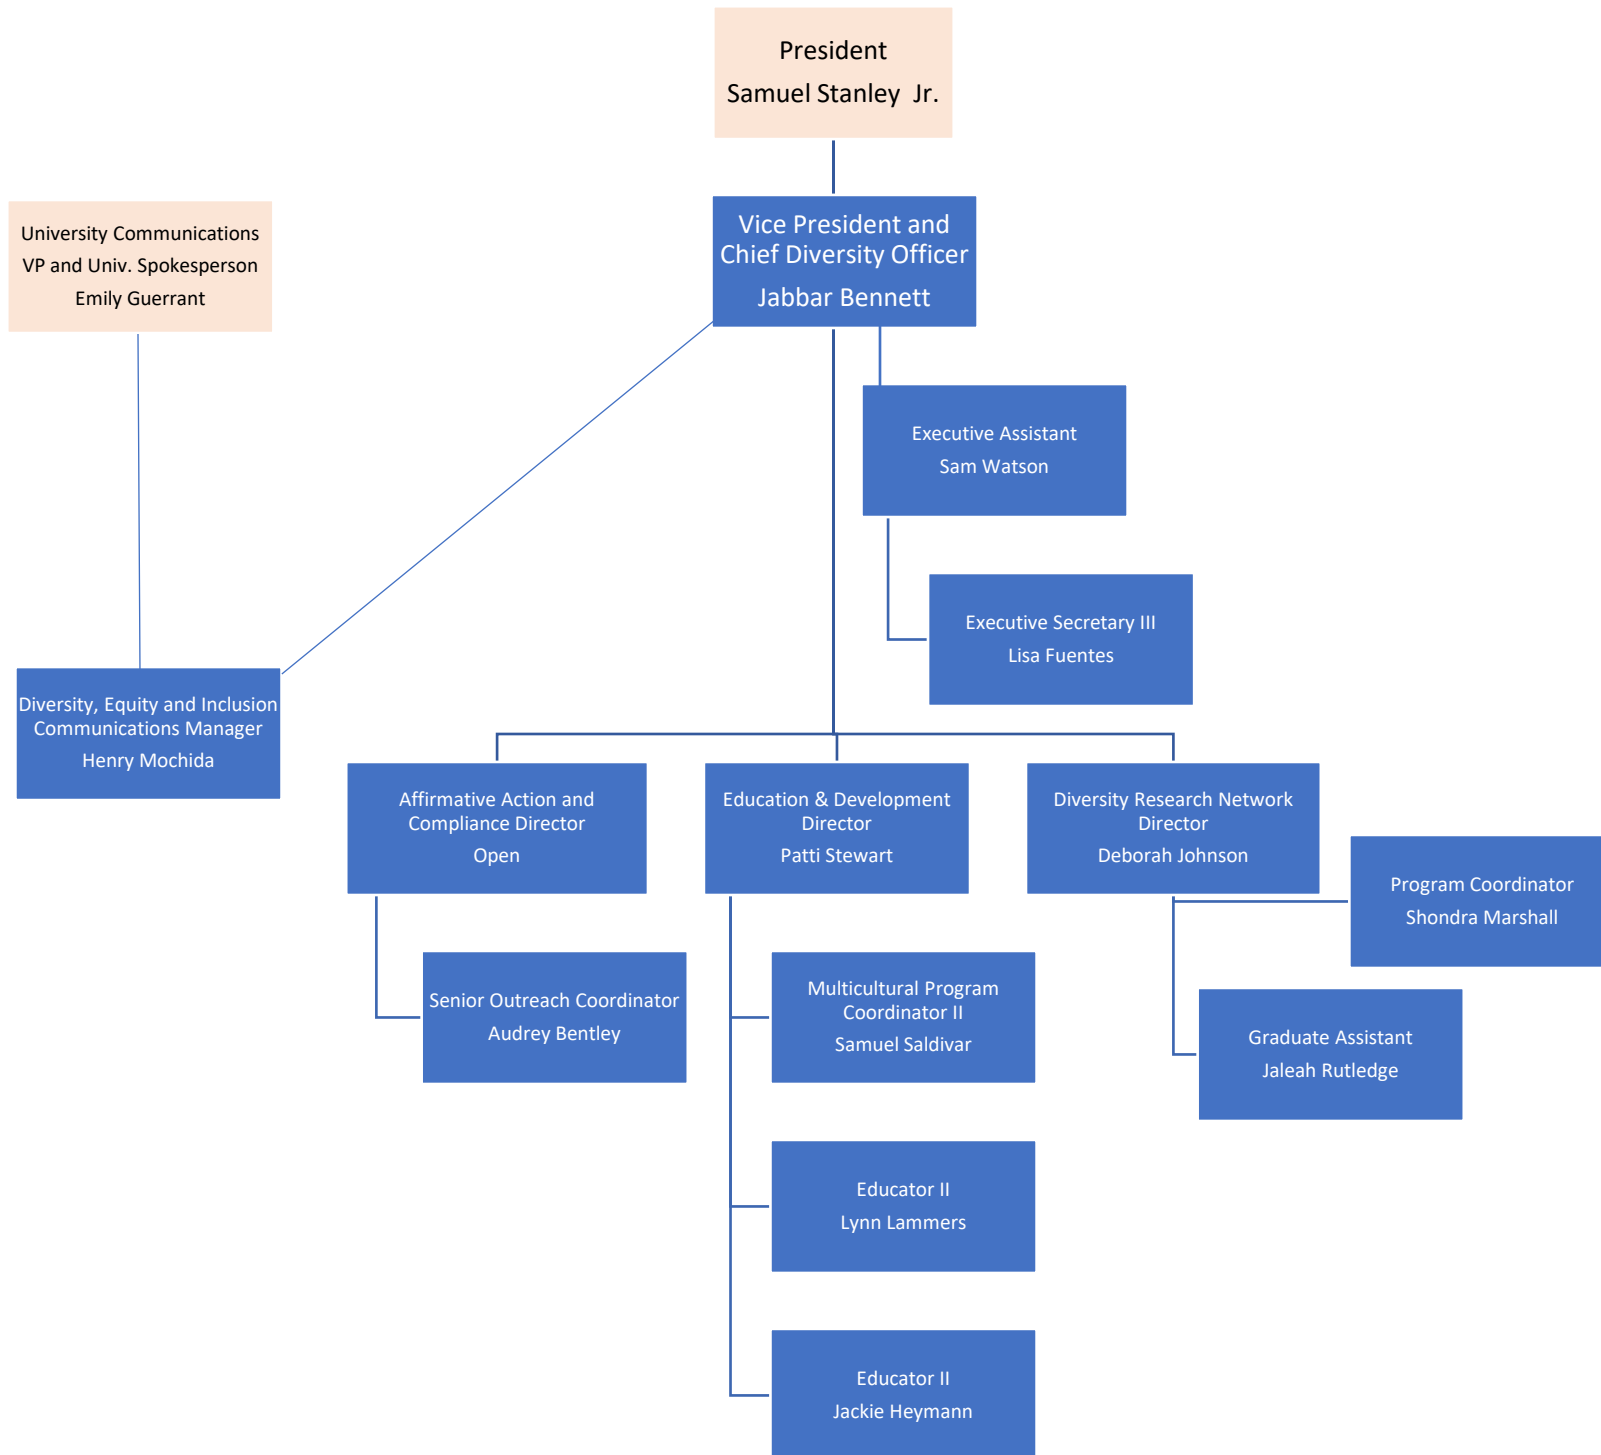 President
Samuel Stanley Jr.
University Communications
VP and Univ. Spokesperson
Emily Guerrant
Vice President and
Chief Diversity Officer
Jabbar Bennett
Executive Assistant
Sam Watson
Executive Secretary III
Lisa Fuentes
Diversity, Equity and Inclusion
Communications Manager
Henry Mochida
Affirmative Action and
Compliance Director
Open
Education & Development
Director
Patti Stewart
Diversity Research Network
Director
Deborah Johnson
Program Coordinator
Shondra Marshall
Senior Outreach Coordinator
Audrey Bentley
Multicultural Program
Coordinator II
Samuel Saldivar
Graduate Assistant
Jaleah Rutledge
Educator II
Lynn Lammers
Educator II
Jackie Heymann